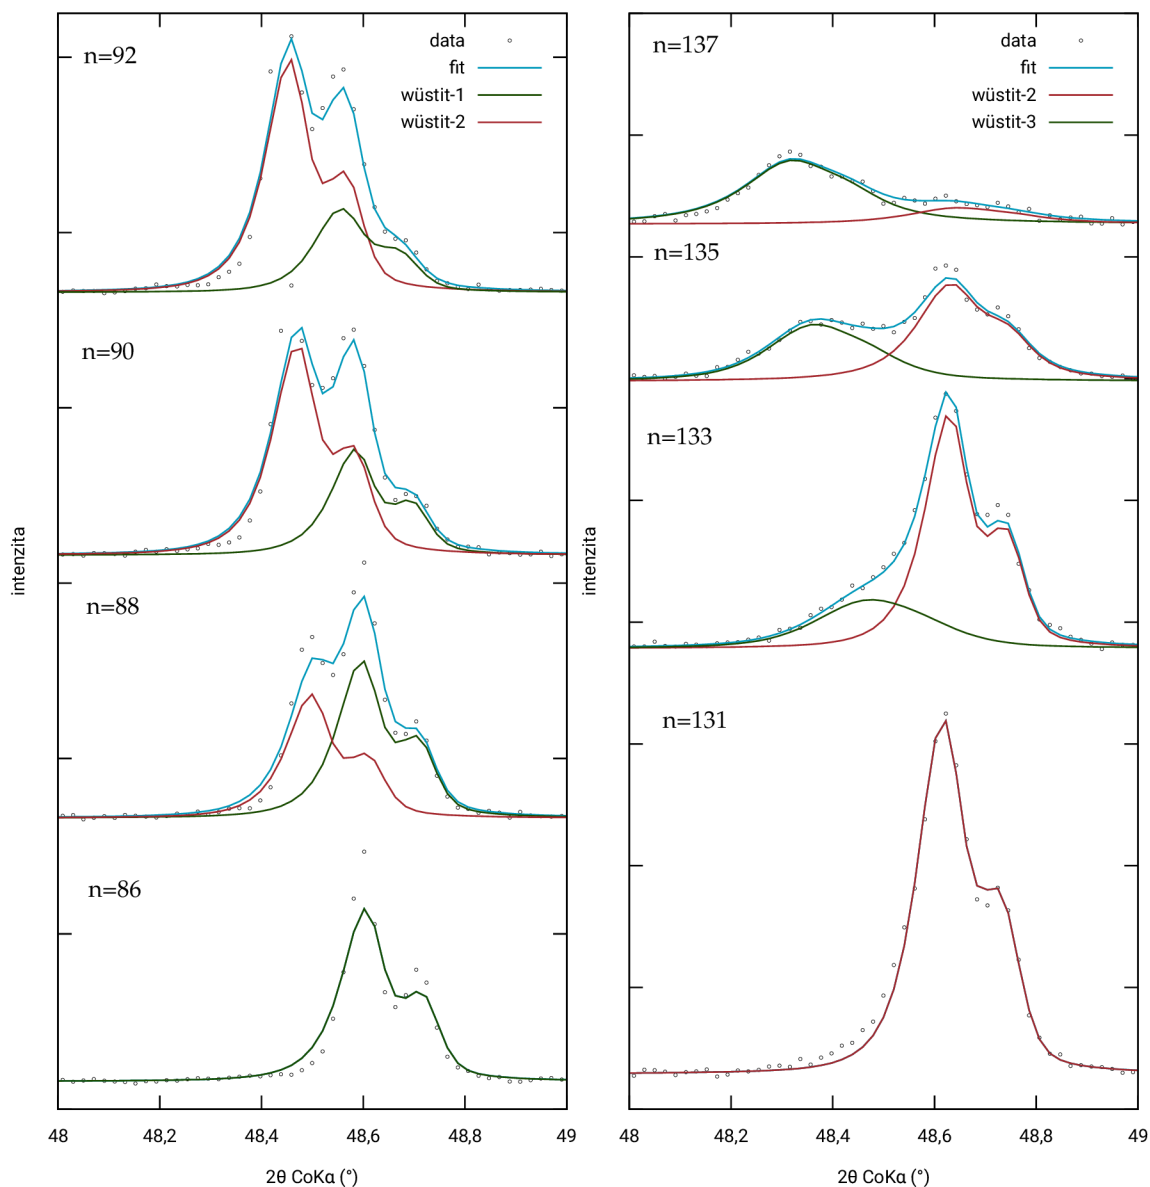 n=92
data
fit
wüstit-1
wüstit-2
n=90
n=88
n=86
intenzita
48
48,2
48,4
48,6
48,8
49
2θ CoKα (°)
n=137
data
fit
wüstit-2
wüstit-3
n=135
n=133
n=131
intenzita
48
48,2
48,4
48,6
48,8
49
2θ CoKα (°)